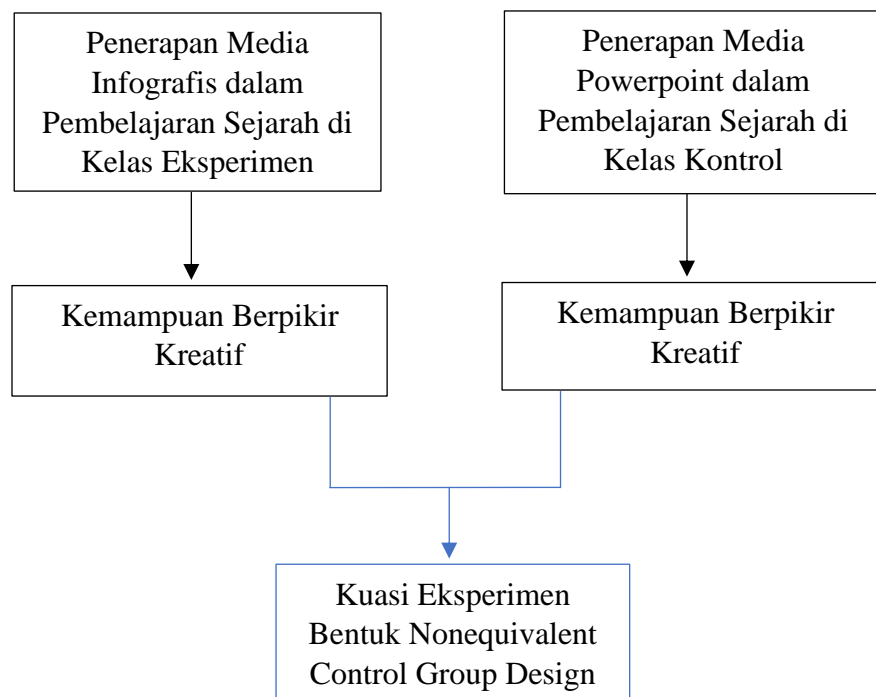 Penerapan Media
Infografis dalam
Pembelajaran Sejarah di
Kelas Eksperimen
Penerapan Media
Powerpoint dalam
Pembelajaran Sejarah di
Kelas Kontrol
Kemampuan Berpikir
Kreatif
Kemampuan Berpikir
Kreatif
Kuasi Eksperimen
Bentuk Nonequivalent
Control Group Design